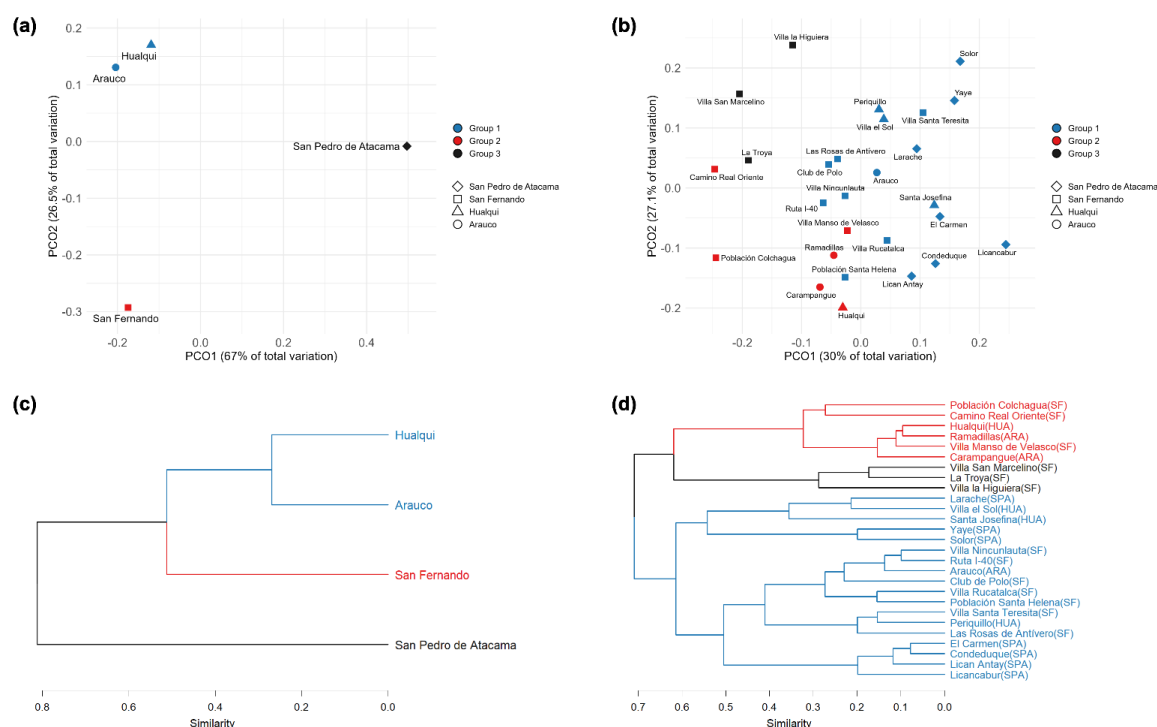 (a)
Hualqui
Arauco
San Pedro de Atacama
San Fernando
0.1
0.0
-0.1
-0.2
-0.3
-0.2
0.0
0.2
0.4
PCO2 (26.5% of total variation)
PCO1 (67% of total variation)
Group 1
Group 2
Group 3
San Pedro de Atacama
San Fernando
Hualqui
Arauco
(b)
Villa la Higuiera
Solor
Villa San Marcelino
Yaye
Periquillo
Villa Santa Teresita
Villa el Sol
Las Rosas de Antívero
La Troya
Larache
Camino Real Oriente
Club de Polo
Arauco
Villa Nincunlauta
Santa Josefina
Ruta I-40
Villa Manso de Velasco
El Carmen
Ramadillas
Villa Rucatalca
Licancabur
Población Colchagua
Condeduque
Población Santa Helena
Lican Antay
Carampangue
Hualqui
0.2
0.1
0.0
-0.1
-0.2
-0.2
-0.1
0.0
0.1
0.2
PCO2 (27.1% of total variation)
PCO1 (30% of total variation)
Group 1
Group 2
Group 3
San Pedro de Atacama
San Fernando
Hualqui
Arauco
(c)
Hualqui
Arauco
San Fernando
San Pedro de Atacama
0.8
0.6
0.4
0.2
0.0
Similarity
(d)
Población Colchagua(SF)
Camino Real Oriente(SF)
Hualqui(HUA)
Ramadillas(ARA)
Villa Manso de Velasco(SF)
Carampangue(ARA)
Villa San Marcelino(SF)
La Troya(SF)
Villa la Higuiera(SF)
Larache(SPA)
Villa el Sol(HUA)
Santa Josefina(HUA)
Yaye(SPA)
Solor(SPA)
Villa Nincunlauta(SF)
Ruta I-40(SF)
Arauco(ARA)
Club de Polo(SF)
Villa Rucatalca(SF)
Población Santa Helena(SF)
Villa Santa Teresita(SF)
Periquillo(HUA)
Las Rosas de Antívero(SF)
El Carmen(SPA)
Condeduque(SPA)
Lican Antay(SPA)
Licancabur(SPA)
0.7
0.6
0.5
0.4
0.3
0.2
0.1
0.0
Similarity